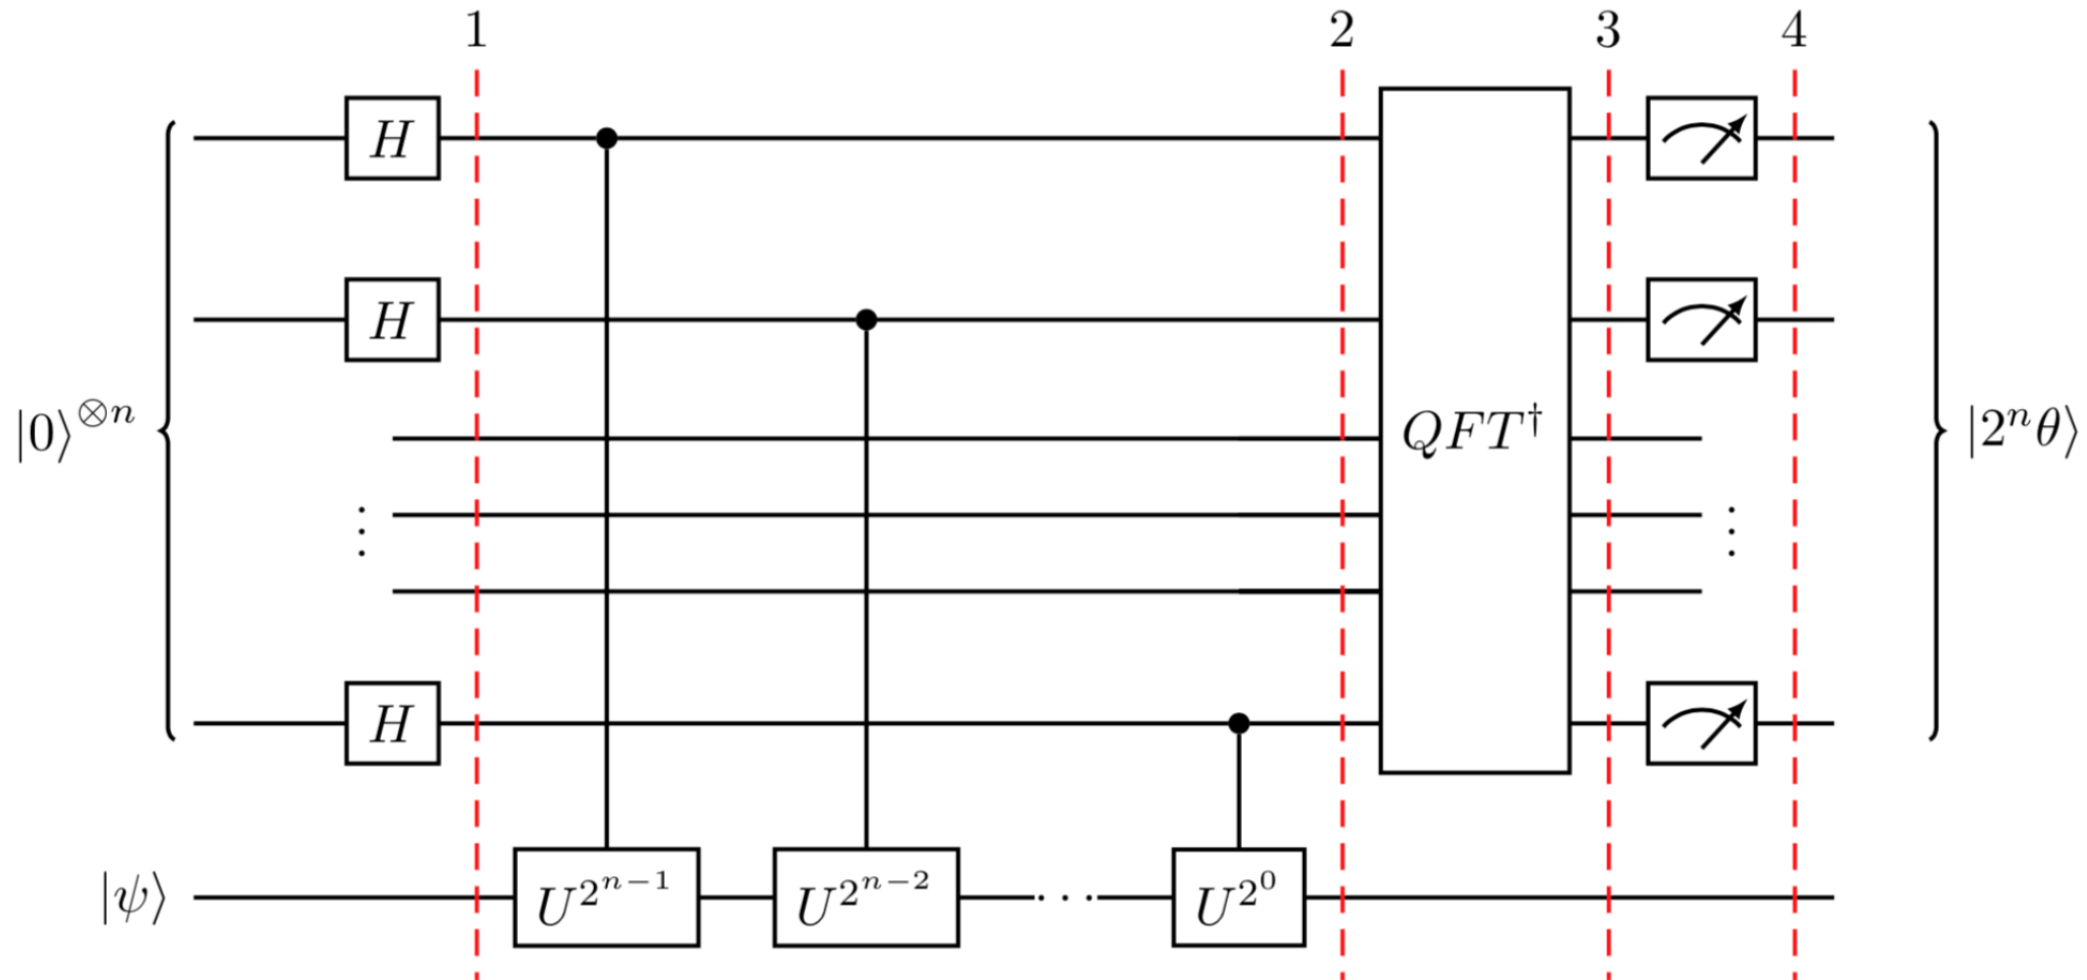 1 2 3 4
H
H
|0⟩^{⊗n} QFT^† |2^nθ⟩
⋮ ⋮
H
|ψ⟩ U^{2^{n-1}} U^{2^{n-2}} ⋯ U^{2^0}